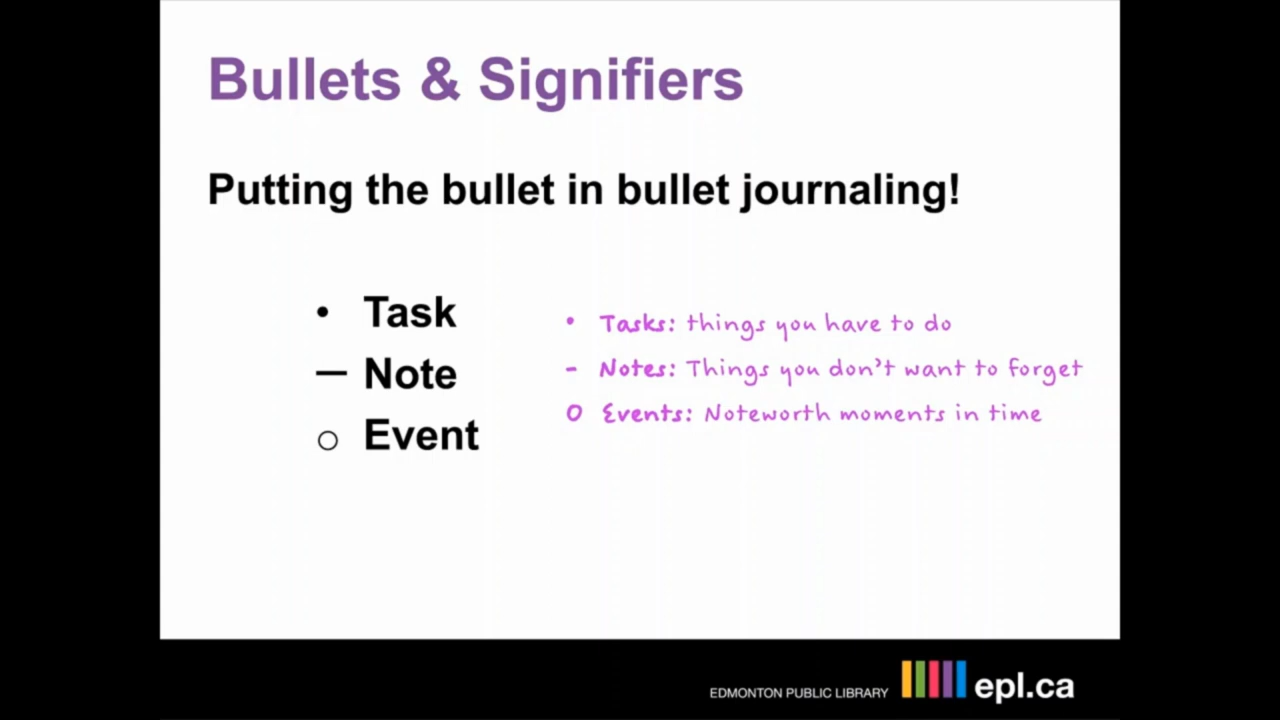 Bullets & Signifiers
Putting the bullet in bullet journaling!
• Task
— Note
○ Event
• Tasks: things you have to do
- Notes: Things you don't want to forget
O Events: Noteworth moments in time
EDMONTON PUBLIC LIBRARY epl.ca